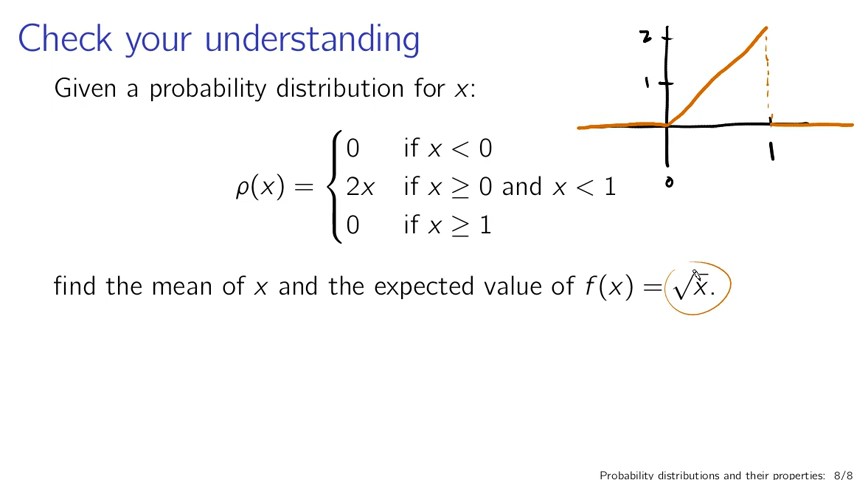 Check your understanding
Given a probability distribution for x:
ρ(x) = { 0 if x < 0
2x if x ≥ 0 and x < 1
0 if x ≥ 1
find the mean of x and the expected value of f(x) = √x.
2
1
1
0
Probability distributions and their properties: 8/8